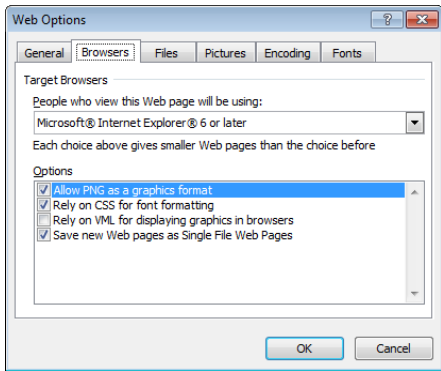 Web Options
General Browsers Files Pictures Encoding Fonts
Target Browsers
People who view this Web page will be using:
Microsoft® Internet Explorer® 6 or later
Each choice above gives smaller Web pages than the choice before
Options
Allow PNG as a graphics format
Rely on CSS for font formatting
Rely on VML for displaying graphics in browsers
Save new Web pages as Single File Web Pages
OK Cancel